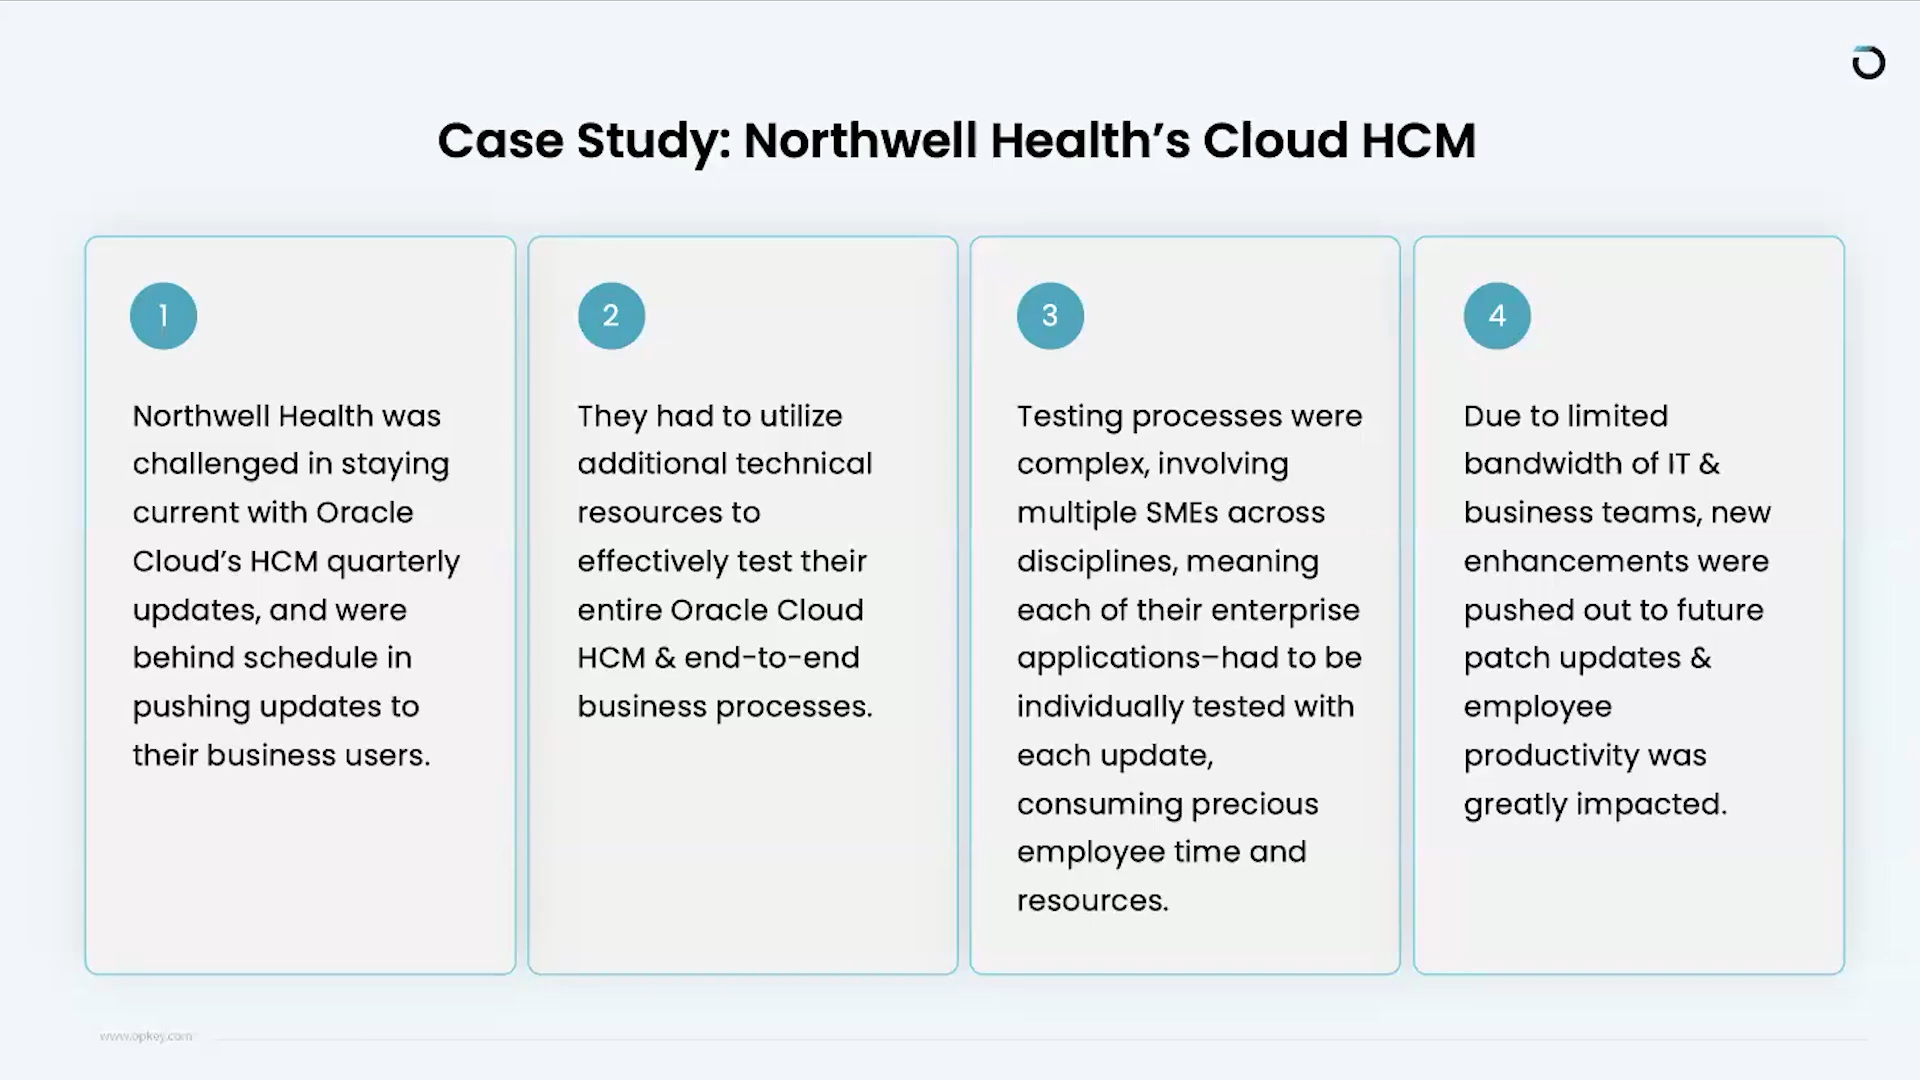 Case Study: Northwell Health’s Cloud HCM
1
Northwell Health was
challenged in staying
current with Oracle
Cloud’s HCM quarterly
updates, and were
behind schedule in
pushing updates to
their business users.
2
They had to utilize
additional technical
resources to
effectively test their
entire Oracle Cloud
HCM & end-to-end
business processes.
3
Testing processes were
complex, involving
multiple SMEs across
disciplines, meaning
each of their enterprise
applications–had to be
individually tested with
each update,
consuming precious
employee time and
resources.
4
Due to limited
bandwidth of IT &
business teams, new
enhancements were
pushed out to future
patch updates &
employee
productivity was
greatly impacted.
www.opkey.com